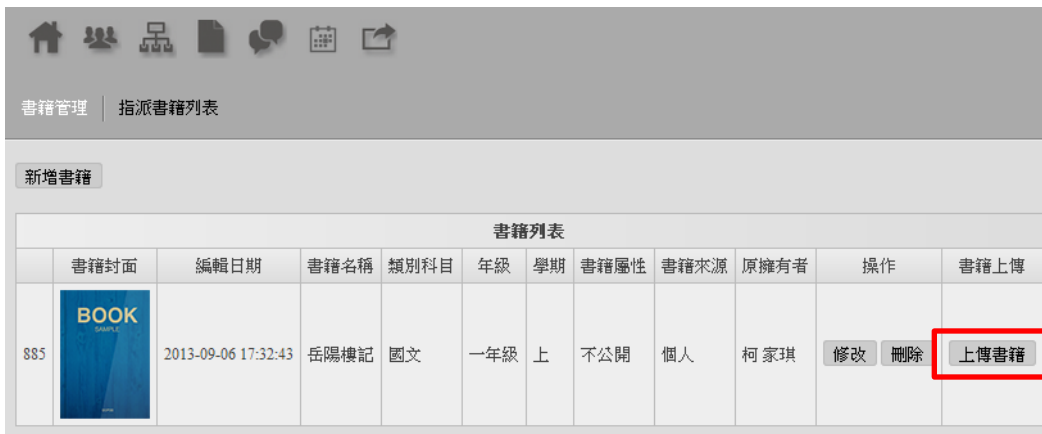 書籍管理 指派書籍列表
新增書籍
書籍列表
書籍封面 編輯日期 書籍名稱 類別科目 年級 學期 書籍屬性 書籍來源 原擁有者 操作 書籍上傳
BOOK
SAMPLE
885 2013-09-06 17:32:43 岳陽樓記 國文 一年級 上 不公開 個人 柯家琪 修改 刪除 上傳書籍